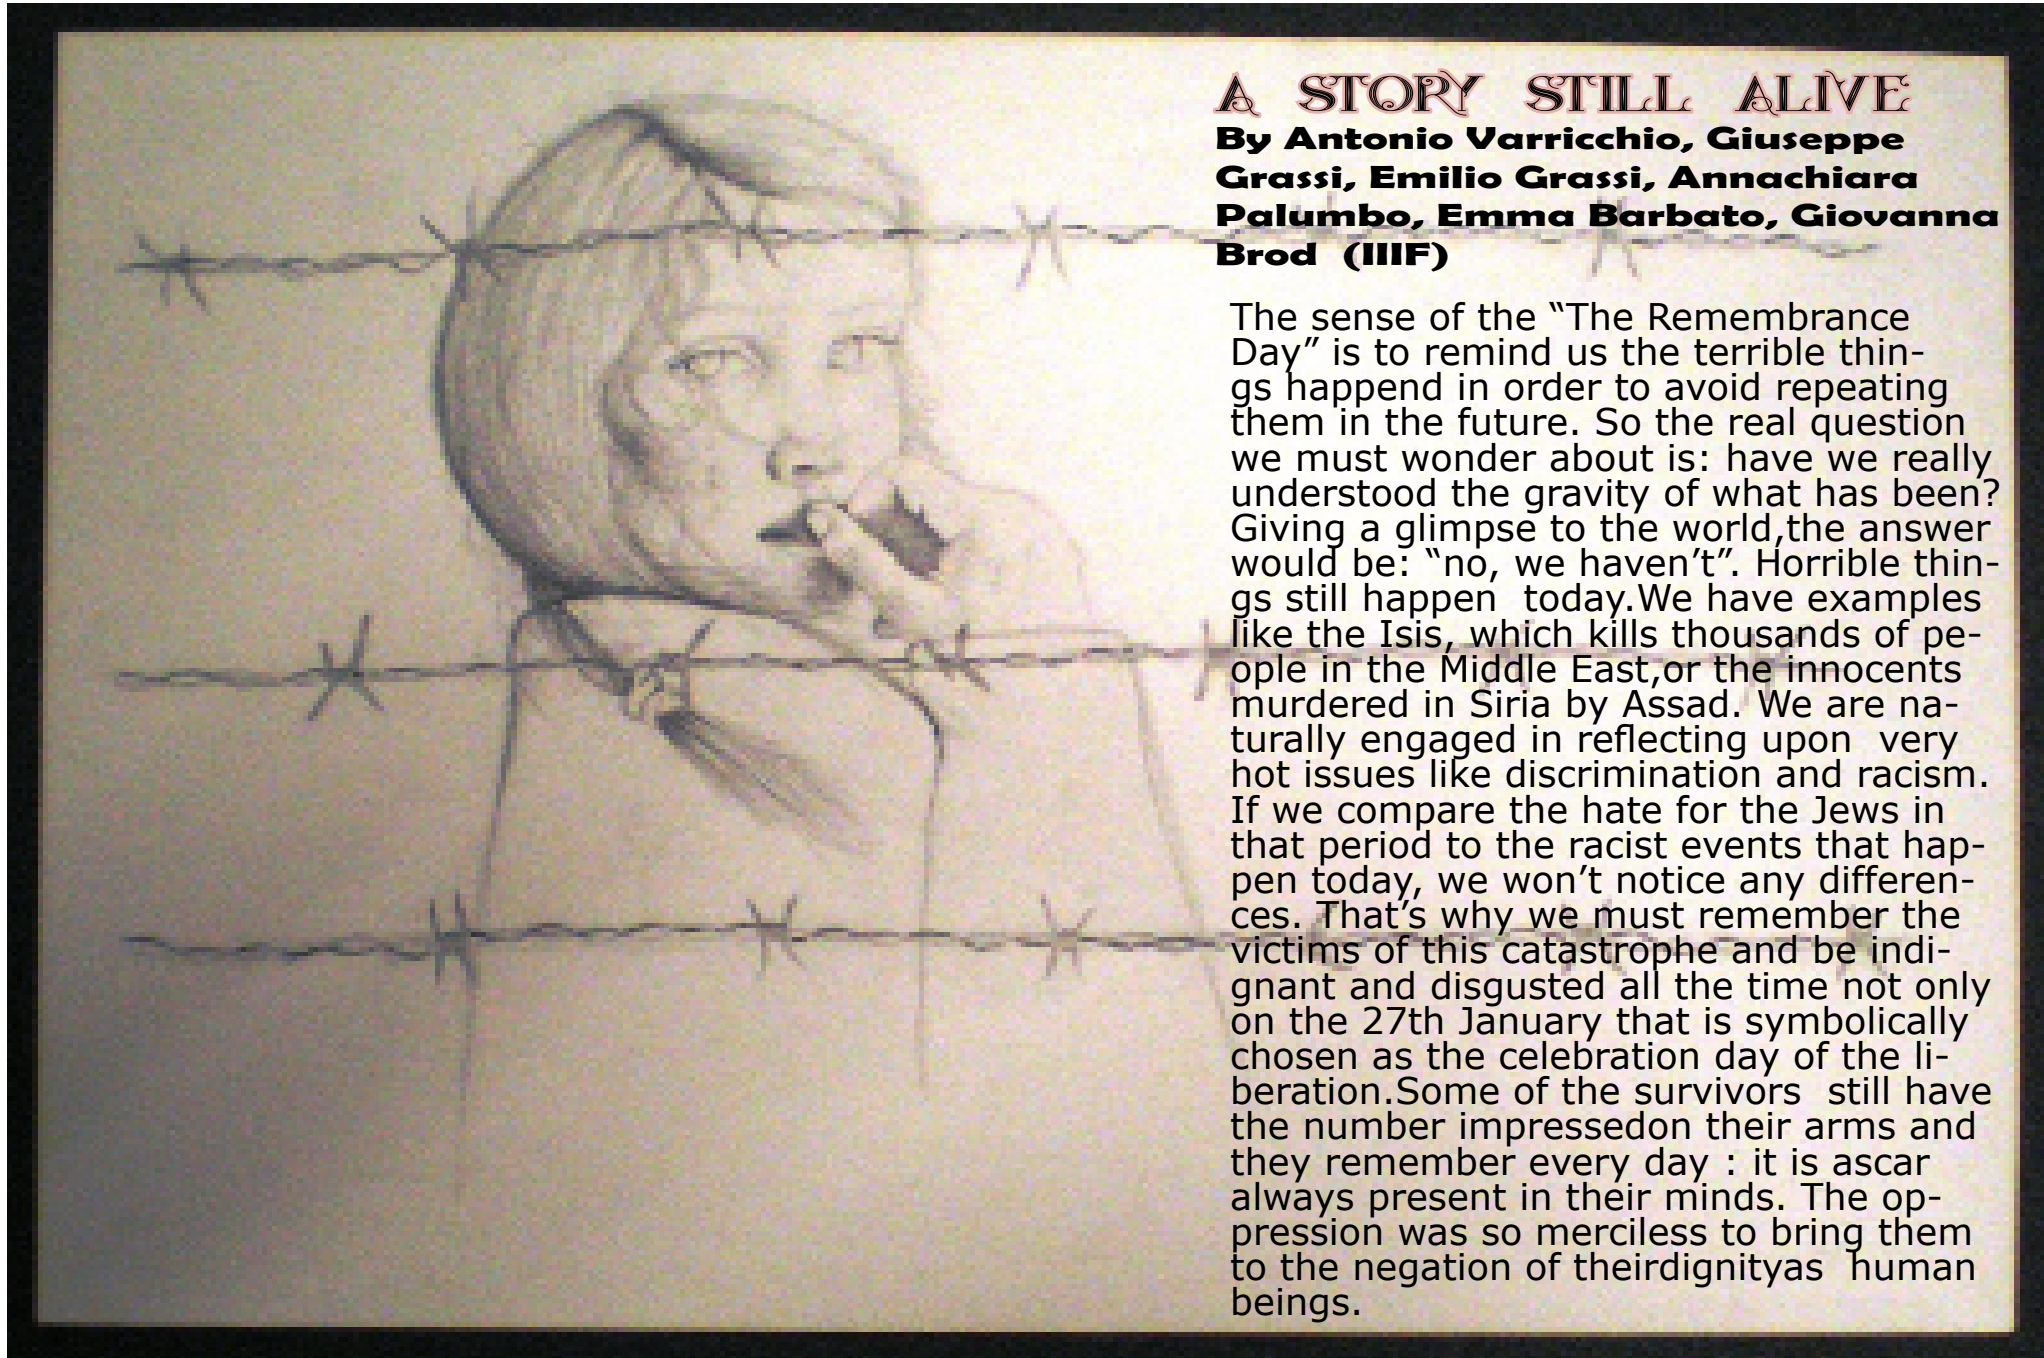 A STORY STILL ALIVE
By Antonio Varricchio, Giuseppe
Grassi, Emilio Grassi, Annachiara
Palumbo, Emma Barbato, Giovanna
Brod  (IIIF)
The sense of the “The Remembrance
Day” is to remind us the terrible thin-
gs happend in order to avoid repeating
them in the future. So the real question
we must wonder about is: have we really
understood the gravity of what has been?
Giving a glimpse to the world,the answer
would be: “no, we haven’t”. Horrible thin-
gs still happen  today.We have examples
like the Isis, which kills thousands of pe-
ople in the Middle East,or the innocents
murdered in Siria by Assad. We are na-
turally engaged in reflecting upon  very
hot issues like discrimination and racism.
If we compare the hate for the Jews in
that period to the racist events that hap-
pen today, we won’t notice any differen-
ces. That’s why we must remember the
victims of this catastrophe and be indi-
gnant and disgusted all the time not only
on the 27th January that is symbolically
chosen as the celebration day of the li-
beration.Some of the survivors  still have
the number impressedon their arms and
they remember every day : it is ascar
always present in their minds. The op-
pression was so merciless to bring them
to the negation of theirdignityas  human
beings.